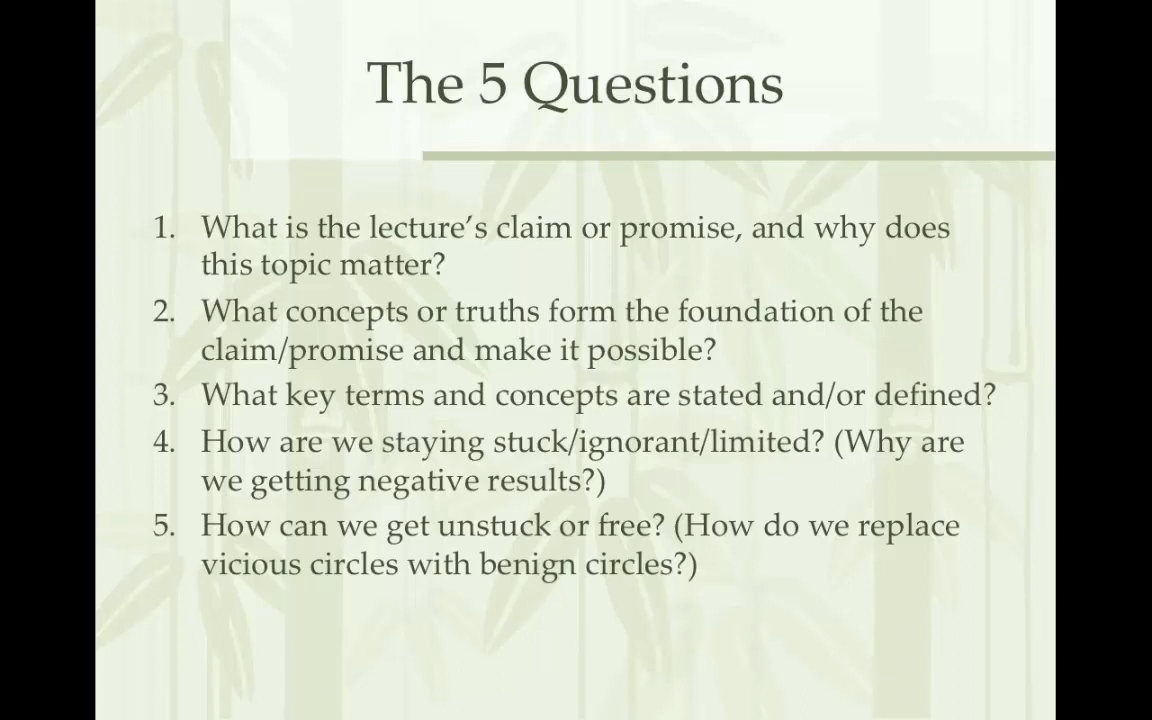 The 5 Questions
1. What is the lecture’s claim or promise, and why does
this topic matter?
2. What concepts or truths form the foundation of the
claim/promise and make it possible?
3. What key terms and concepts are stated and/or defined?
4. How are we staying stuck/ignorant/limited? (Why are
we getting negative results?)
5. How can we get unstuck or free? (How do we replace
vicious circles with benign circles?)